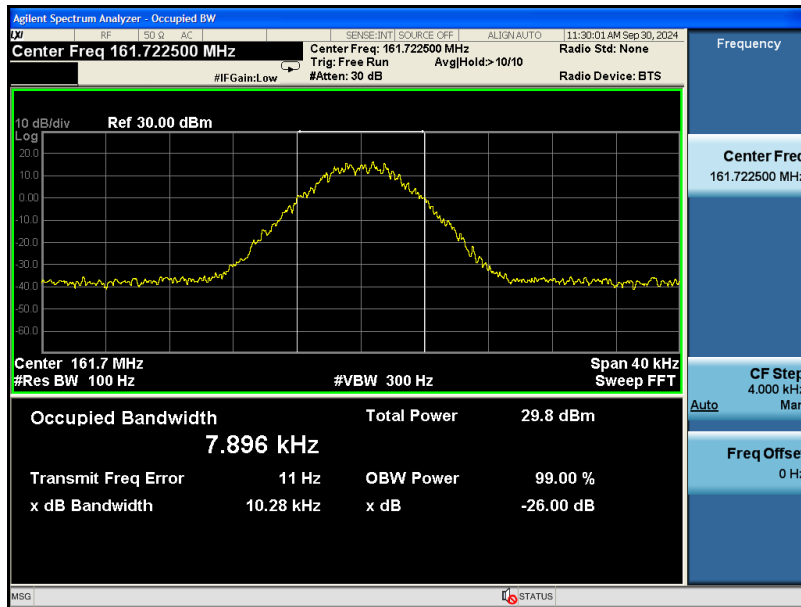 Agilent Spectrum Analyzer - Occupied BW
LXI RF 50 Ω AC SENSE:INT SOURCE OFF ALIGN AUTO 11:30:01 AM Sep 30, 2024
Center Freq 161.722500 MHz
Center Freq: 161.722500 MHz Radio Std: None
Trig: Free Run Avg|Hold:>10/10
#IFGain:Low #Atten: 30 dB Radio Device: BTS
10 dB/div Ref 30.00 dBm
Log
20.0
10.0
0.00
-10.0
-20.0
-30.0
-40.0
-50.0
-60.0
Center 161.7 MHz Span 40 kHz
#Res BW 100 Hz #VBW 300 Hz Sweep FFT
Occupied Bandwidth Total Power 29.8 dBm
7.896 kHz
Transmit Freq Error 11 Hz OBW Power 99.00 %
x dB Bandwidth 10.28 kHz x dB -26.00 dB
MSG STATUS
Frequency
Center Freq
161.722500 MHz
CF Step
4.000 kHz
Auto Man
Freq Offset
0 Hz